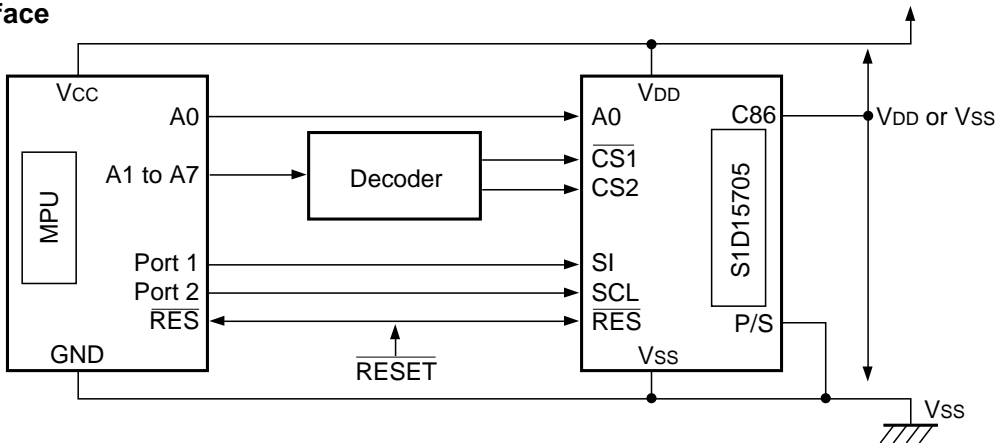 face
VCC
A0
A1 to A7
MPU
Port 1
Port 2
RES
GND
Decoder
RESET
VDD
A0
CS1
CS2
SI
SCL
RES
VSS
C86
S1D15705
P/S
VDD or VSS
VSS